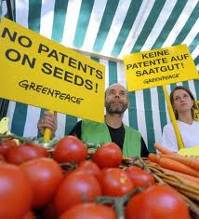 NO PATENTS
ON SEEDS!
GREENPEACE
KEINE
PATENTE AUF
SAATGUT!
GREENPEACE